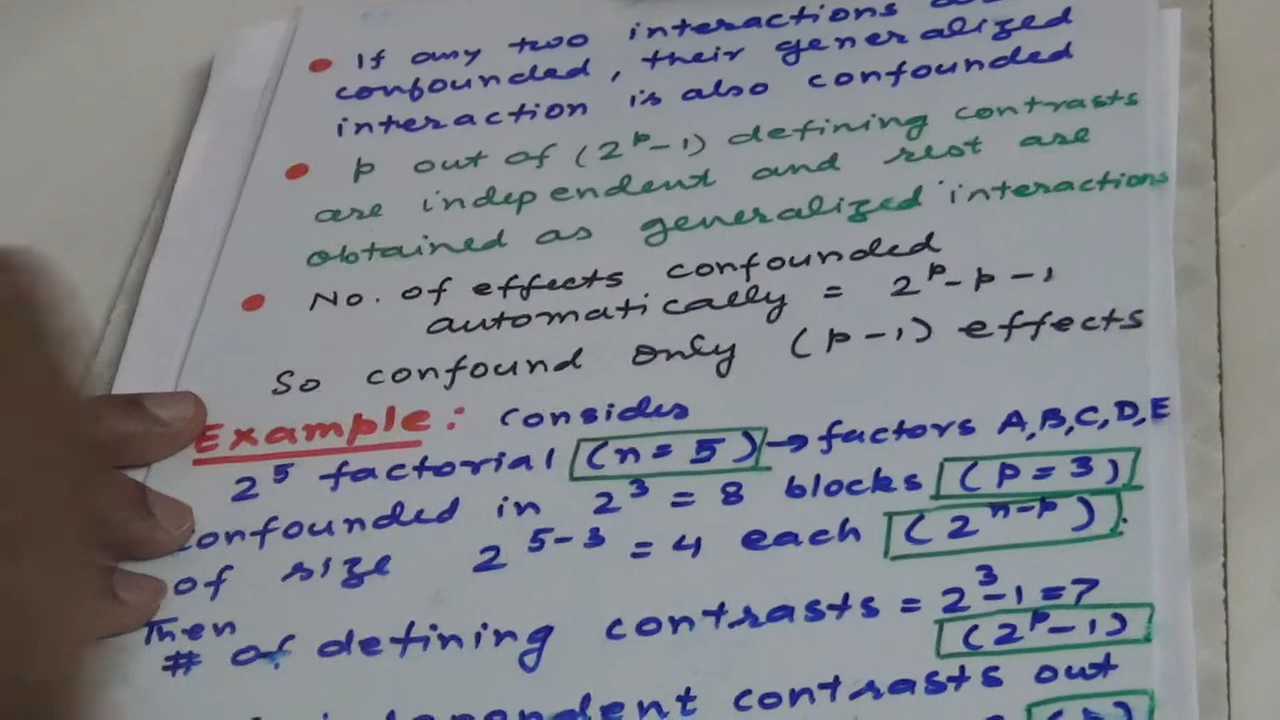 • If any two interactions
confounded, their generalized
interaction is also confounded
• p out of (2^p-1) defining contrasts
are independent and rest are
obtained as generalized interactions
• No. of effects confounded
automatically = 2^p-p-1
So confound only (p-1) effects
Example: Consider
2^5 factorial (n=5) → factors A,B,C,D,E
confounded in 2^3 = 8 blocks (p=3)
of size 2^5-3 = 4 each (2^n-p).
Then
# of defining contrasts = 2^3-1=7
(2^p-1)
contrasts out